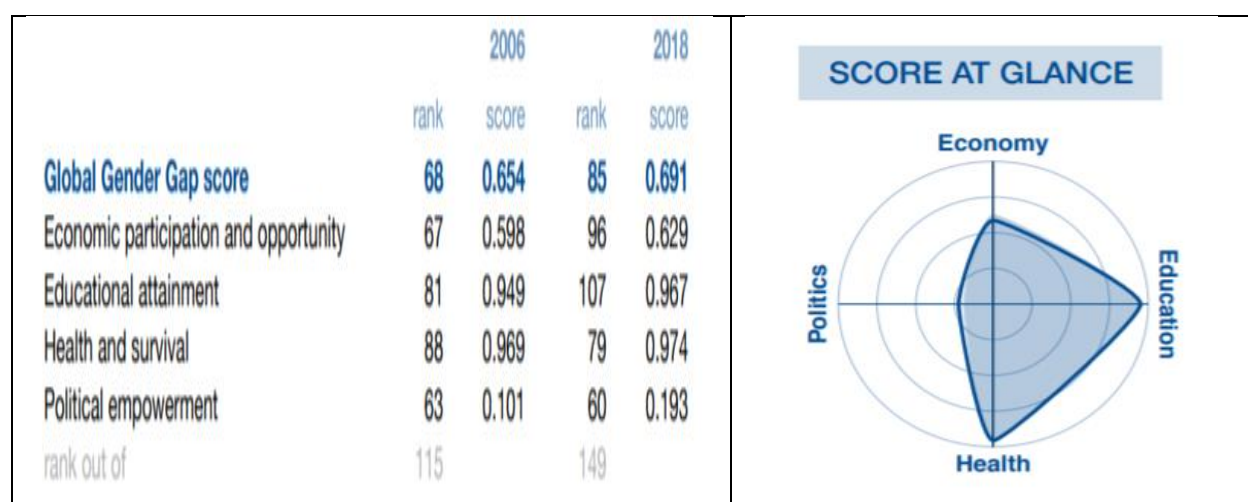 2006 2018
rank score rank score
Global Gender Gap score 68 0.654 85 0.691
Economic participation and opportunity 67 0.598 96 0.629
Educational attainment 81 0.949 107 0.967
Health and survival 88 0.969 79 0.974
Political empowerment 63 0.101 60 0.193
rank out of 115 149
SCORE AT GLANCE
Economy
Politics
Education
Health